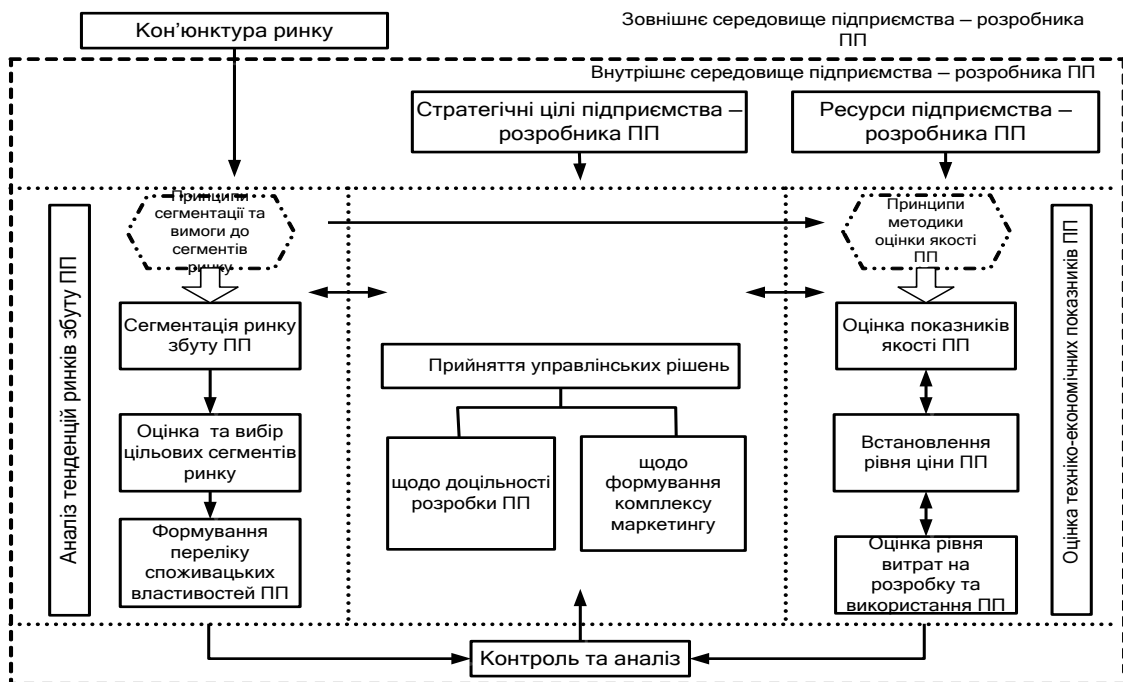 Кон’юнктура ринку
Зовнішнє середовище підприємства – розробника
ПП
Внутрішнє середовище підприємства – розробника ПП
Стратегічні цілі підприємства –
розробника ПП
Ресурси підприємства –
розробника ПП
Аналіз тенденцій ринків збуту ПП
Принципи
сегментації та
вимоги до
сегментів
ринку
Сегментація ринку
збуту ПП
Оцінка та вибір
цільових сегментів
ринку
Формування
переліку
споживацьких
властивостей ПП
Прийняття управлінських рішень
щодо доцільності
розробки ПП
щодо
формування
комплексу
маркетингу
Принципи
методики
оцінки якості
ПП
Оцінка показників
якості ПП
Встановлення
рівня ціни ПП
Оцінка рівня
витрат на
розробку та
використання ПП
Оцінка техніко-економічних показників ПП
Контроль та аналіз